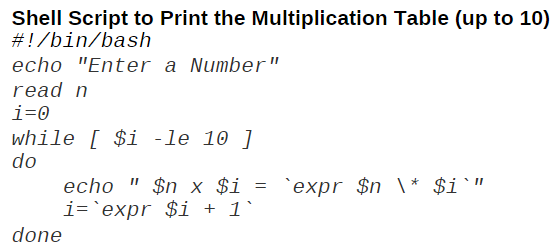 Shell Script to Print the Multiplication Table (up to 10)
#!/bin/bash
echo "Enter a Number"
read n
i=0
while [ $i -le 10 ]
do
    echo " $n x $i = `expr $n \* $i`"
    i=`expr $i + 1`
done